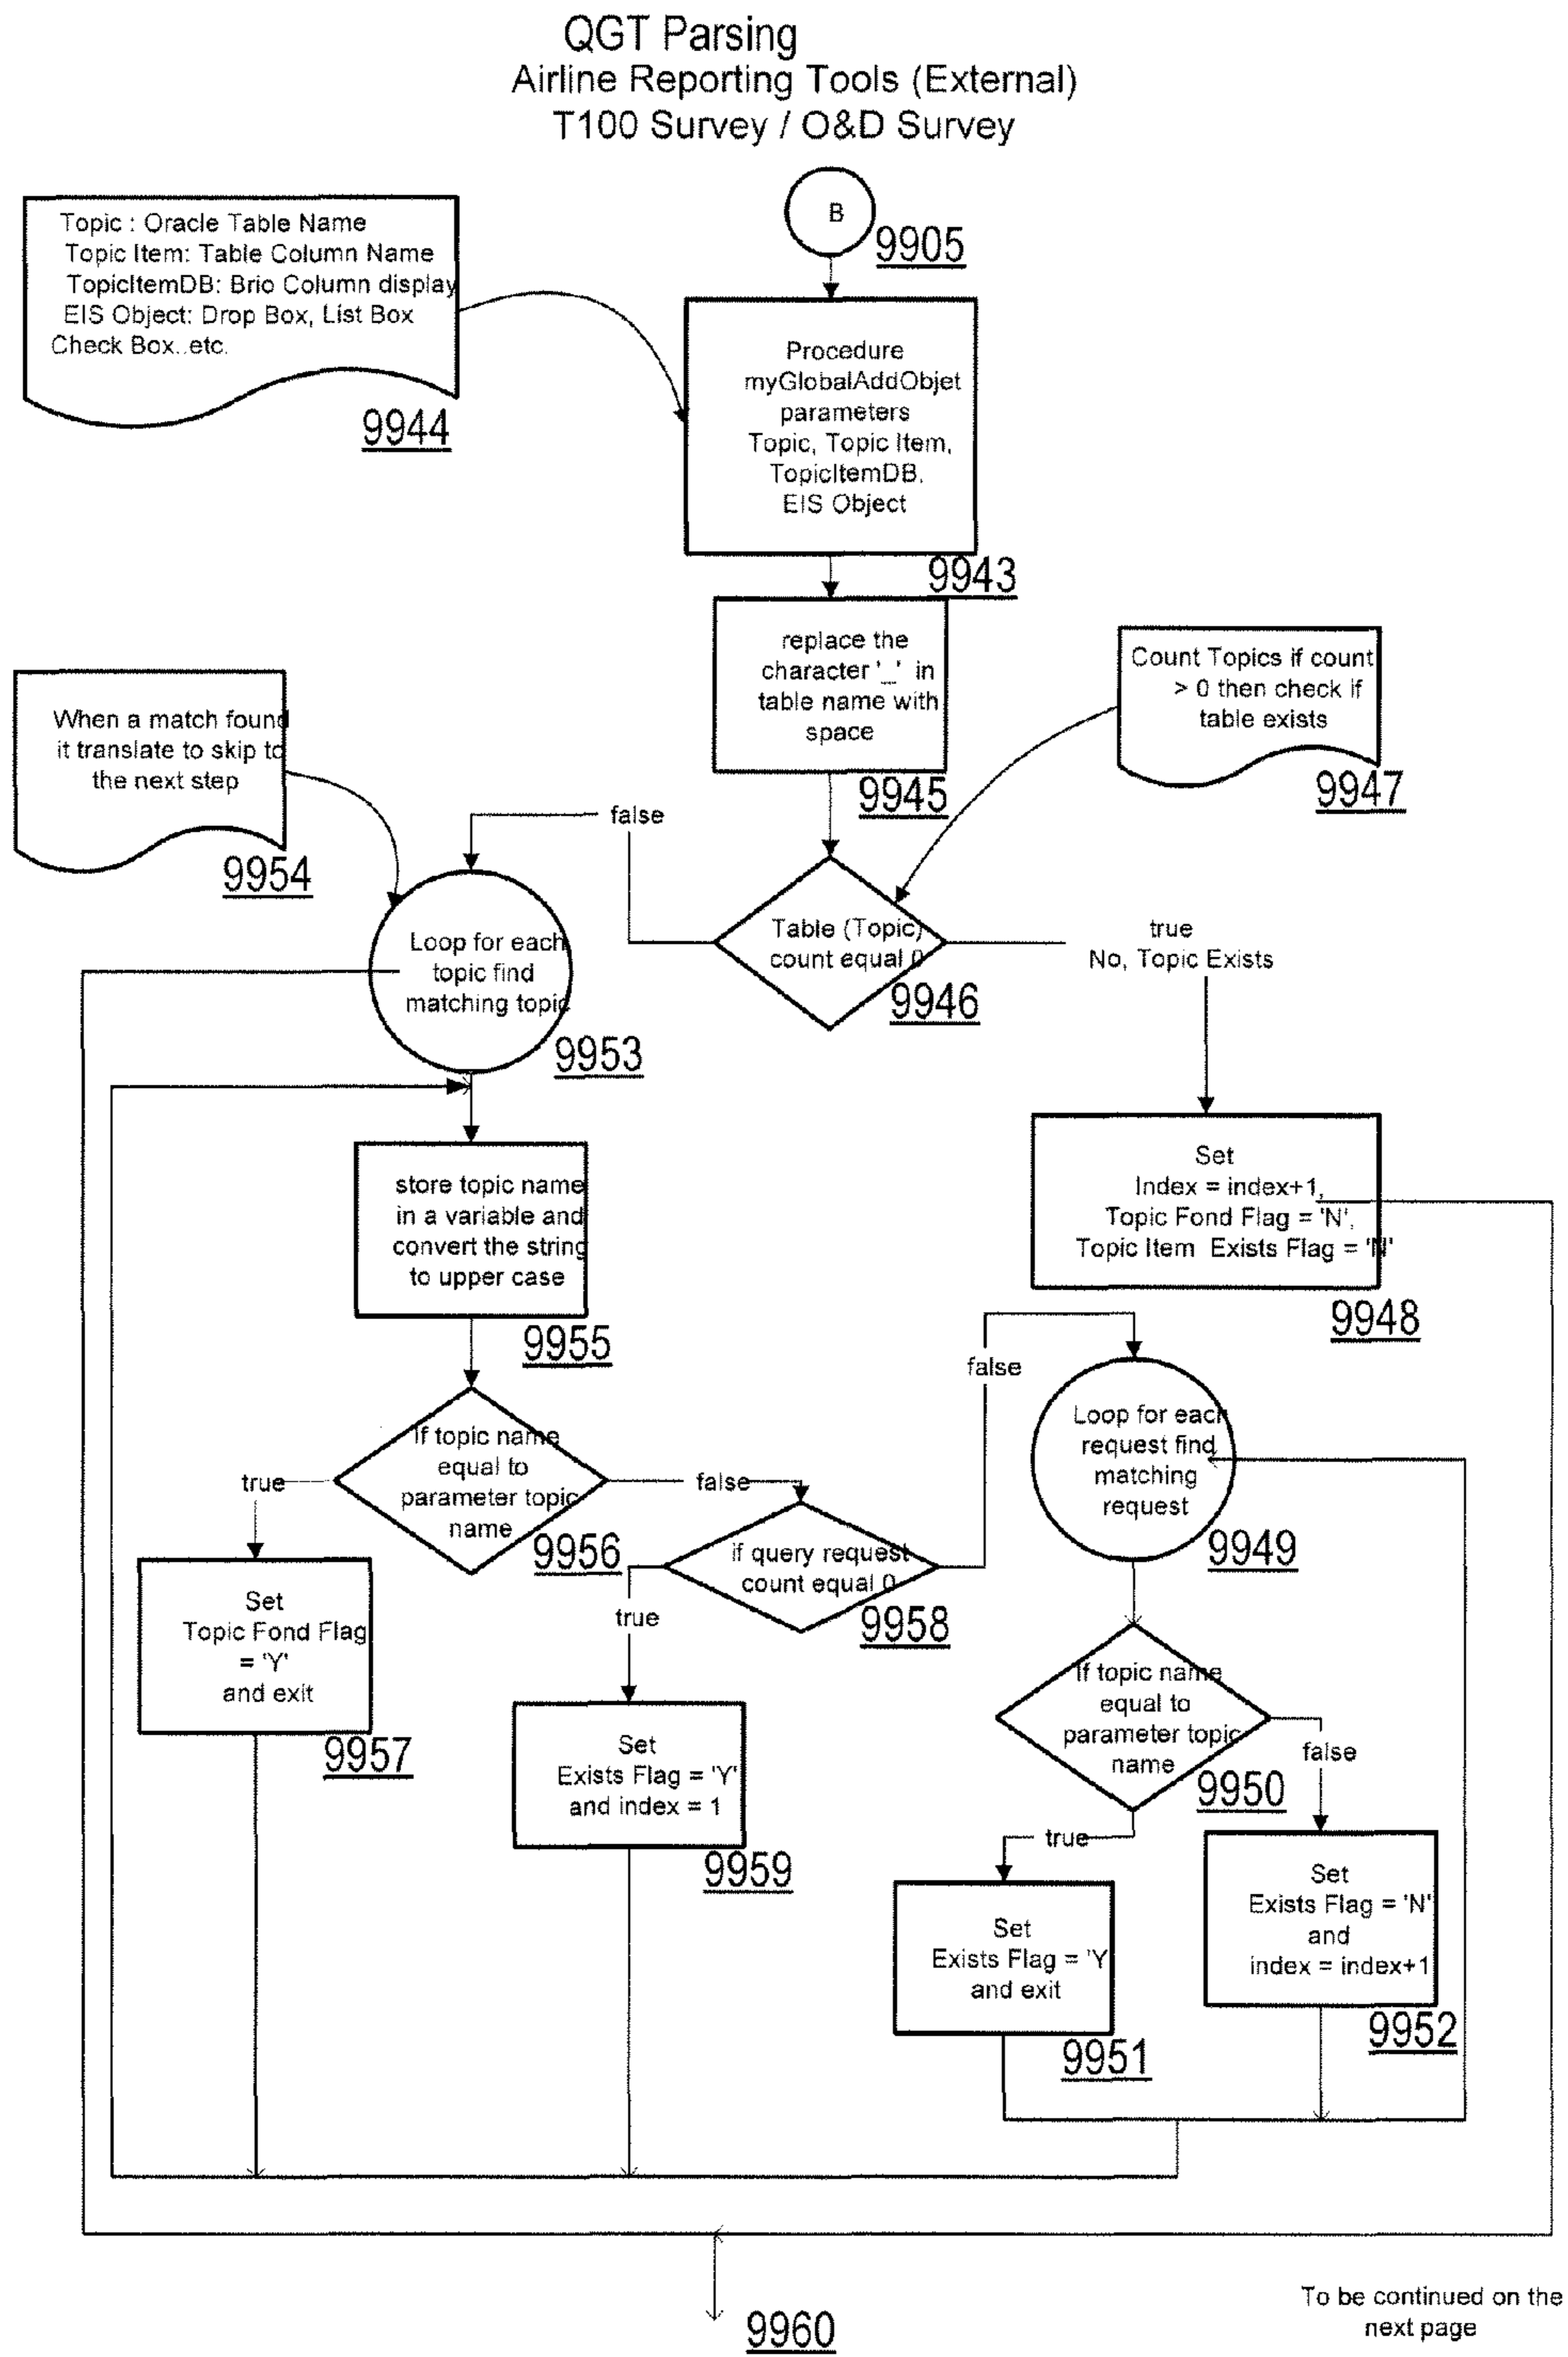 QGT Parsing
Airline Reporting Tools (External)
T100 Survey / O&D Survey
B
9905
Topic : Oracle Table Name
Topic Item: Table Column Name
TopicItemDB: Brio Column display
EIS Object: Drop Box, List Box
Check Box..etc.
9944
Procedure
myGlobalAddObjet
parameters
Topic, Topic Item,
TopicItemDB.
EIS Object
9943
replace the
character '_' in
table name with
space
9945
Count Topics if count
> 0 then check if
table exists
9947
When a match found
it translate to skip to
the next step
9954
false
Loop for each
topic find
matching topic
9953
Table (Topic)
count equal 0
9946
true
No, Topic Exists
Set
Index = index+1,
Topic Fond Flag = 'N',
Topic Item Exists Flag = 'N'
9948
store topic name
in a variable and
convert the string
to upper case
9955
false
Loop for each
request find
matching
request
9949
If topic name
equal to
parameter topic
name
9956
true
false
if query request
count equal 0
9958
true
Set
Topic Fond Flag
= 'Y'
and exit
9957
Set
Exists Flag = 'Y'
and index = 1
9959
If topic name
equal to
parameter topic
name
9950
false
true
Set
Exists Flag = 'Y
and exit
9951
Set
Exists Flag = 'N'
and
index = index+1
9952
9960
To be continued on the
next page